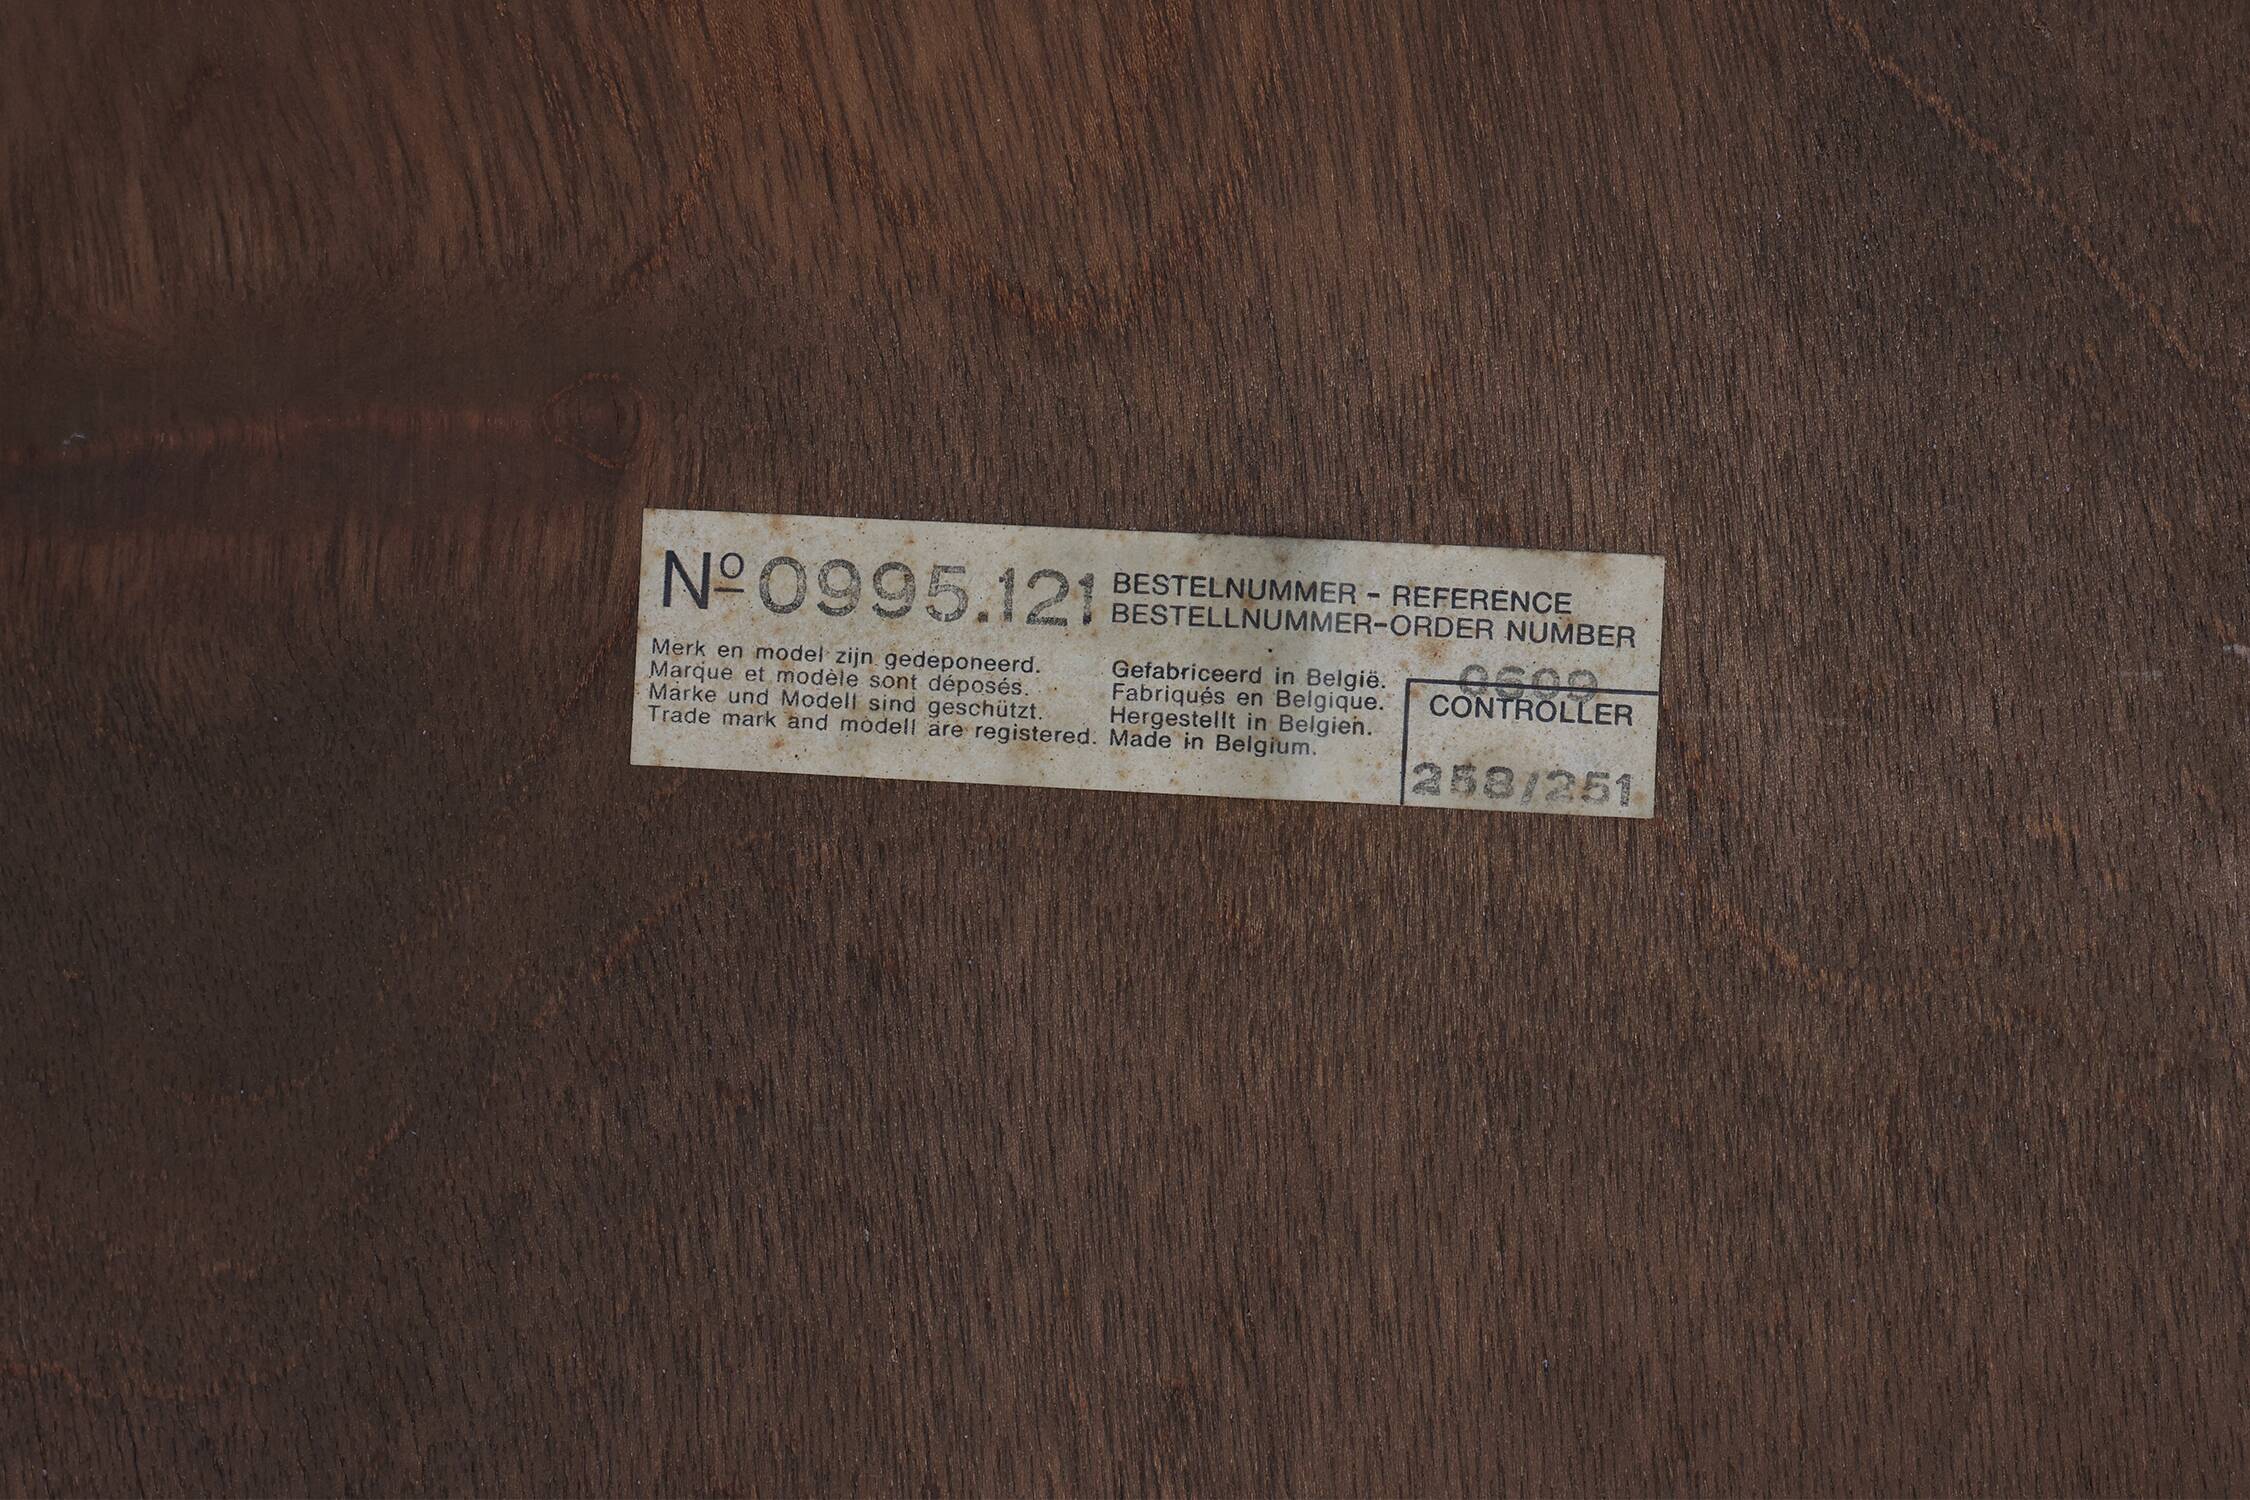 Nº 0995.121
BESTELNUMMER - REFERENCE
BESTELLNUMMER-ORDER NUMBER
Merk en model zijn gedeponeerd.
Marque et modèle sont déposés.
Marke und Modell sind geschützt.
Trade mark and modell are registered.
Gefabriceerd in België.
Fabriqués en Belgique.
Hergestellt in Belgien.
Made in Belgium.
0609
CONTROLLER
258/251